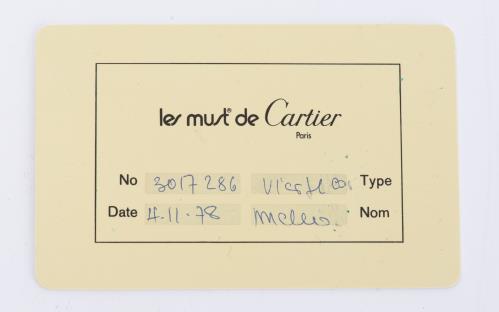 les must® de Cartier
Paris
No 3017286 Type
Date 4.11.78 Nom